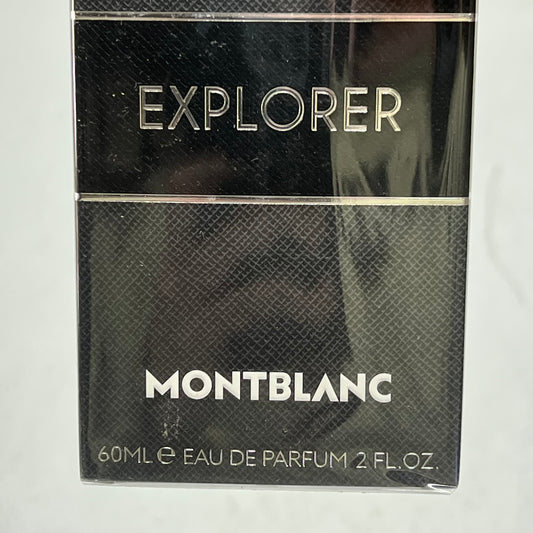 EXPLORER
MONTBLANC
60ML ℮ EAU DE PARFUM 2 FL.OZ.